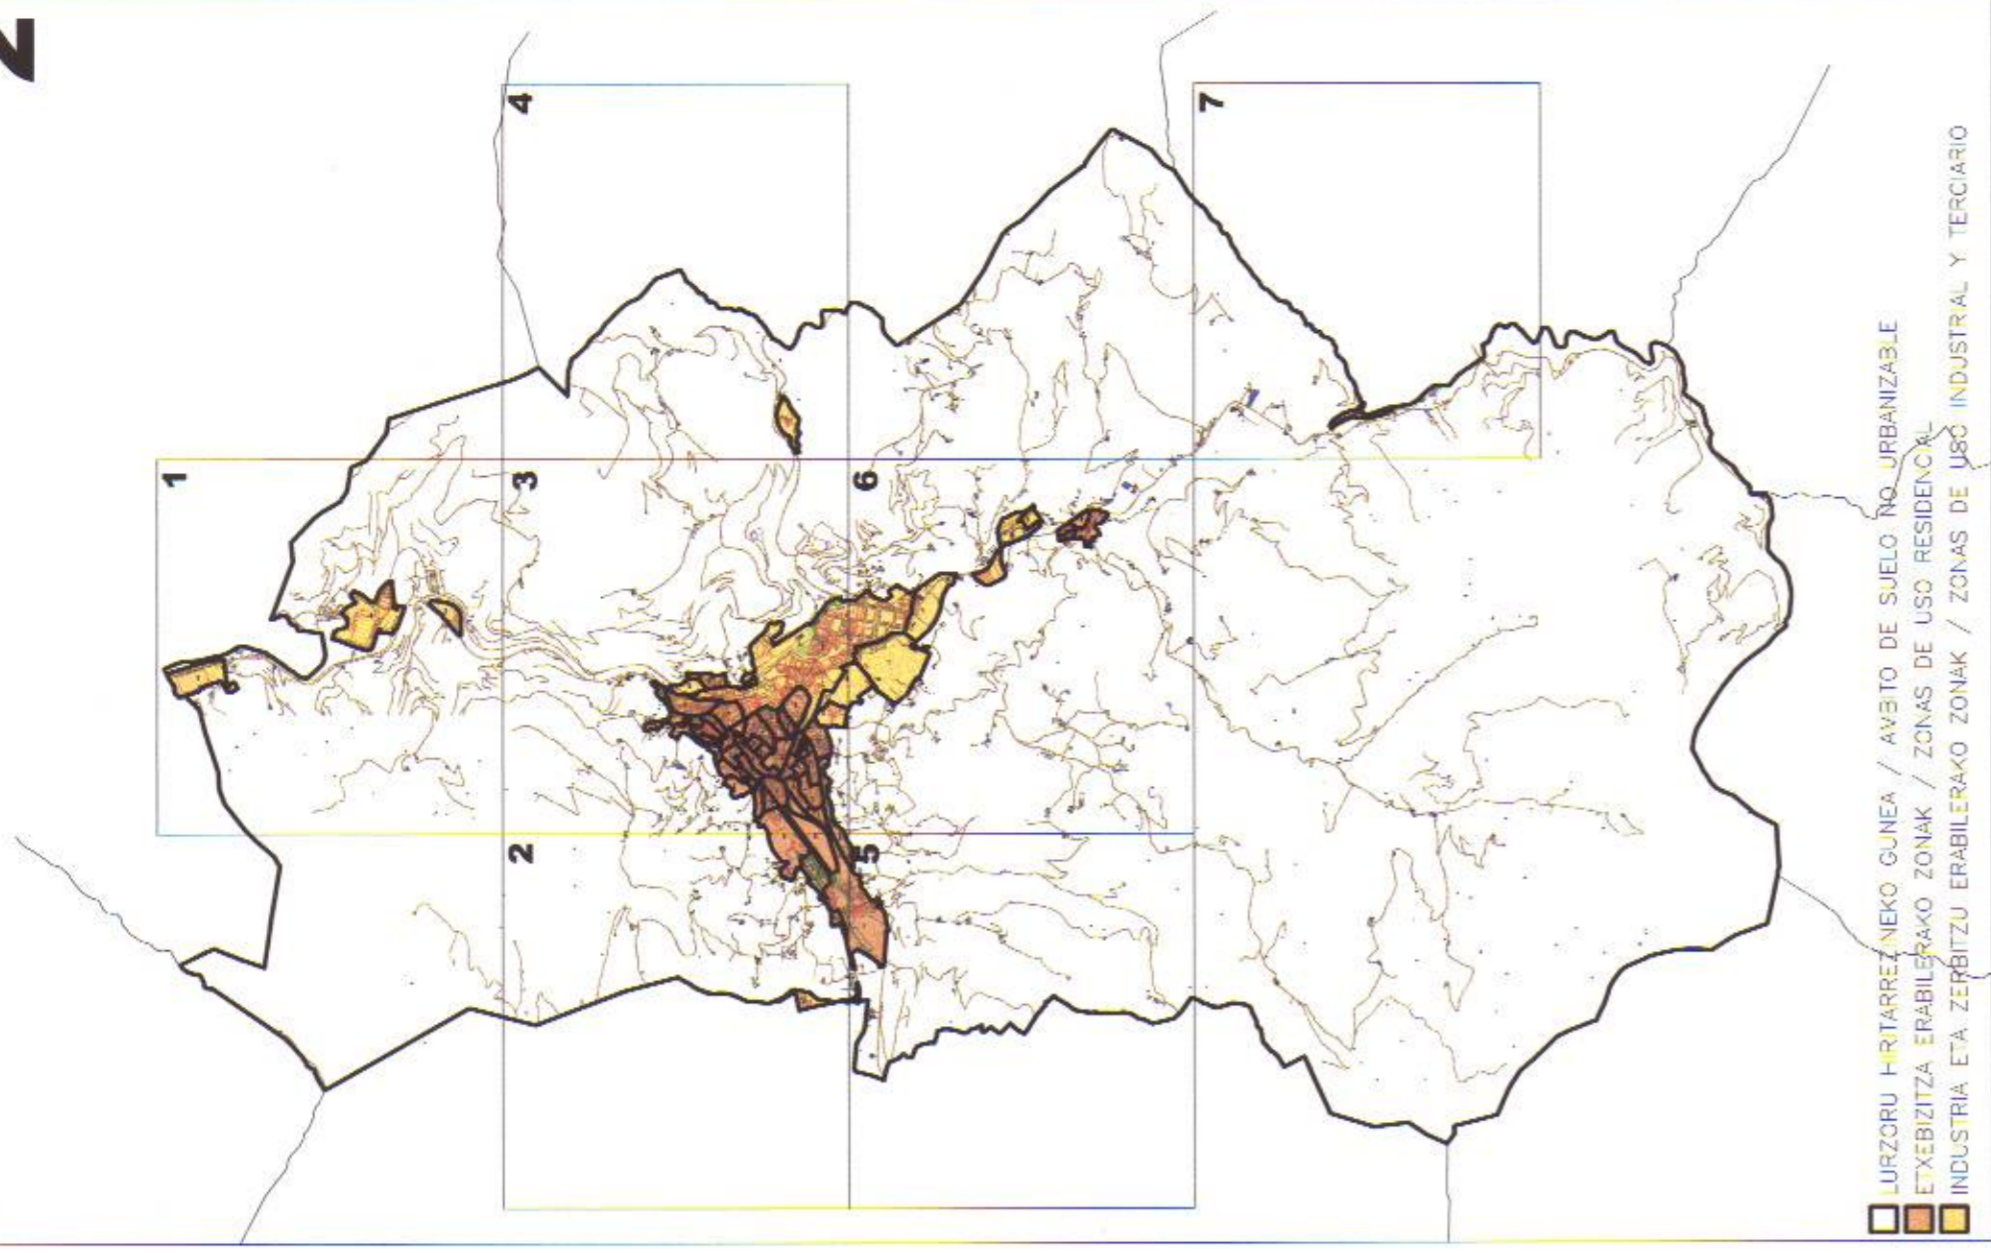 2
1
2
3
4
5
6
7
LURZORU HIRITARREZINEKO GUNEA / AMBITO DE SUELO NO URBANIZABLE
ETXEBIZITZA ERABILERAKO ZONAK / ZONAS DE USO RESIDENCIAL
INDUSTRIA ETA ZERBITZU ERABILERAKO ZONAK / ZONAS DE USO INDUSTRIAL Y TERCIARIO